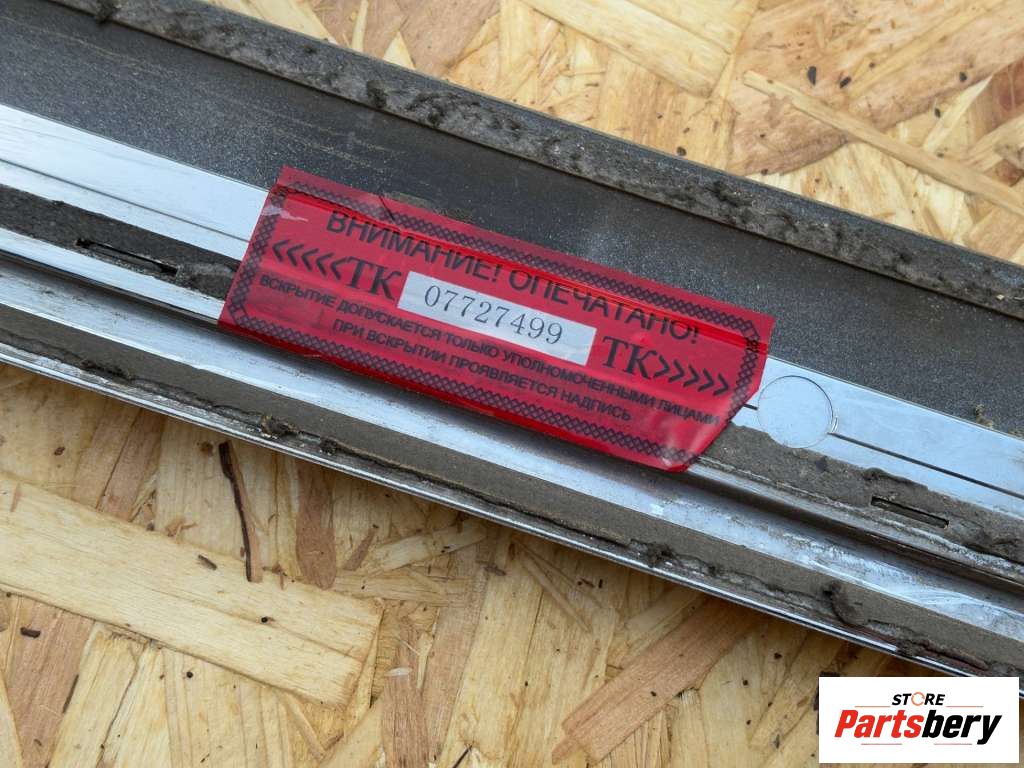 ВНИМАНИЕ! ОПЕЧАТАНО!
<<<<<ТК 07727499 ТК>>>>>
ВСКРЫТИЕ ДОПУСКАЕТСЯ ТОЛЬКО УПОЛНОМОЧЕННЫМИ ЛИЦАМИ
ПРИ ВСКРЫТИИ ПРОЯВЛЯЕТСЯ НАДПИСЬ
STORE
Partsbery